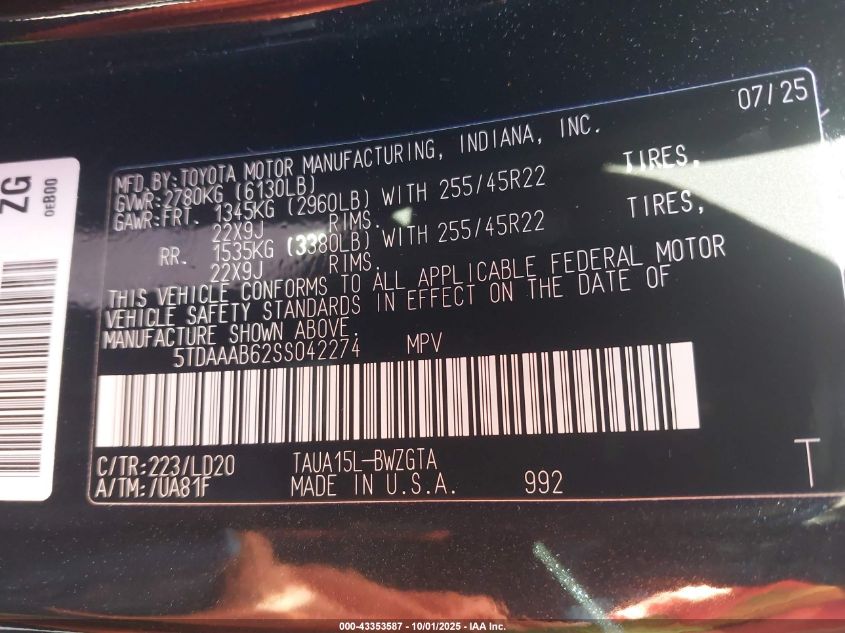 07/25
MFD.BY:TOYOTA MOTOR MANUFACTURING, INDIANA, INC.
GVWR:2780KG (6130LB)
GAWR:FRT. 1345KG (2960LB) WITH 255/45R22 TIRES,
22X9J RIMS.
RR. 1535KG (3380LB) WITH 255/45R22 TIRES,
22X9J RIMS.
THIS VEHICLE CONFORMS TO ALL APPLICABLE FEDERAL MOTOR
VEHICLE SAFETY STANDARDS IN EFFECT ON THE DATE OF
MANUFACTURE SHOWN ABOVE.
5TDAAAB62SS042274 MPV
C/TR:223/LD20 TAUA15L-BWZGTA
A/TM:/UA81F MADE IN U.S.A. 992
T
ZG
0EB00
000-43353587 - 10/01/2025 - IAA Inc.